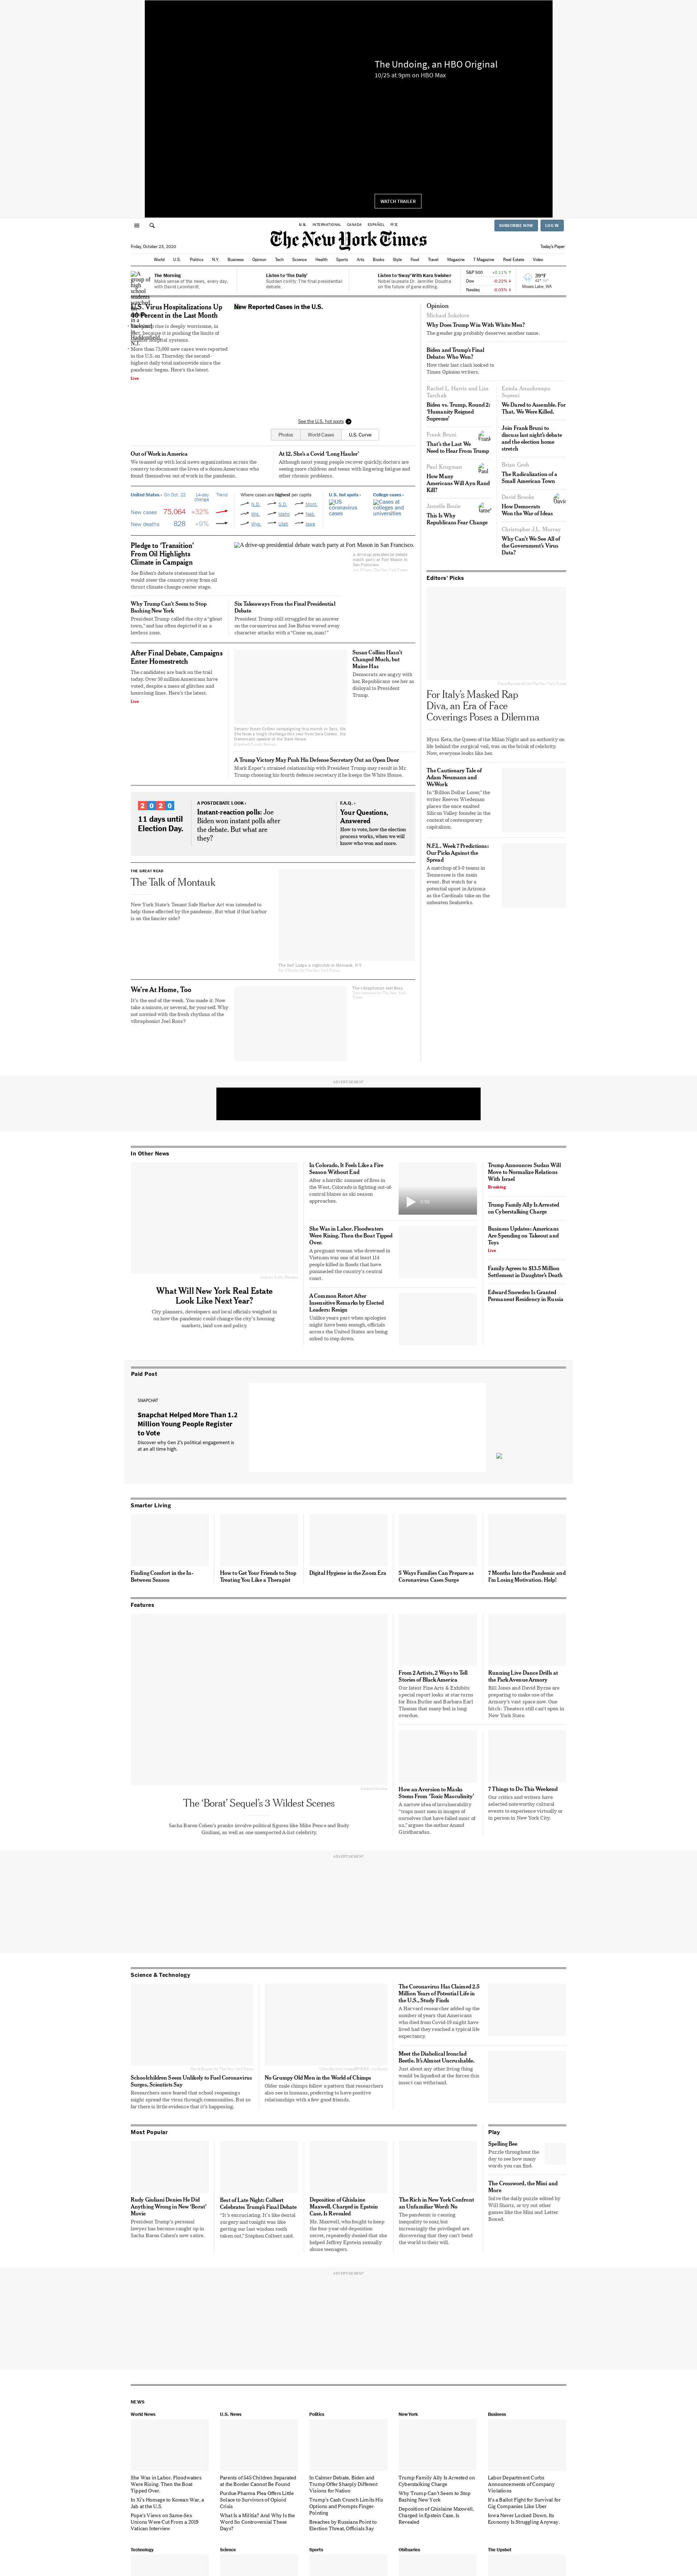 The Undoing, an HBO Original
10/25 at 9pm on HBO Max
WATCH TRAILER
U.S. INTERNATIONAL CANADA ESPAÑOL 中文
SUBSCRIBE NOW LOG IN
The New York Times
Friday, October 23, 2020
Today's Paper
World U.S. Politics N.Y. Business Opinion Tech Science Health Sports Arts Books Style Food Travel Magazine T Magazine Real Estate Video
The Morning
Make sense of the news, every day, with David Leonhardt.
Listen to 'The Daily'
Sudden civility: The final presidential debate.
Listen to 'Sway' With Kara Swisher
Nobel laureate Dr. Jennifer Doudna on the future of gene editing.
S&P 500 +0.11% ↑
Dow -0.22% ↓
Nasdaq -0.03% ↓
39°F
Moses Lake, WA
U.S. Virus Hospitalizations Up 40 Percent in the Last Month
More than 75,000 new cases were reported in the U.S. on Thursday, the second-highest daily total nationwide since the pandemic began. Here's the latest.
Live
New Reported Cases in the U.S.
See the U.S. hot spots
Photos World Cases U.S. Curve
Out of Work in America
We teamed up with local news organizations across the country to document the lives of a dozen Americans who found themselves out of work in the pandemic.
At 12, She's a Covid 'Long Hauler'
Although most young people recover quickly, doctors are seeing more children and teens with lingering fatigue and other chronic problems.
United States › On Oct. 22 14-day change Trend
New cases 75,064 +32%
New deaths 828 +9%
Where cases are highest per capita
N.D. S.D. Mont.
Wis. Idaho Neb.
Wyo. Utah Iowa
U.S. hot spots ›
US coronavirus cases
College cases ›
Cases at colleges and universities
Pledge to 'Transition' From Oil Highlights Climate in Campaign
Joe Biden's debate statement that he would steer the country away from oil thrust climate change center stage.
A drive-up presidential debate watch party at Fort Mason in San Francisco.
A drive-up presidential debate watch party at Fort Mason in San Francisco.
Why Trump Can't Seem to Stop Bashing New York
President Trump called the city a "ghost town," and has often depicted it as a lawless zone.
Six Takeaways From the Final Presidential Debate
President Trump still struggled for an answer on the coronavirus and Joe Biden waved away character attacks with a "Come on, man!"
After Final Debate, Campaigns Enter Homestretch
The candidates are back on the trail today. Over 50 million Americans have voted, despite a mess of glitches and hourslong lines. Here's the latest.
Live
Senator Susan Collins campaigning this month in Saco, Me. She faces a tough challenge this year from Sara Gideon, the Democratic speaker of the State House.
Susan Collins Hasn't Changed Much, but Maine Has
Democrats are angry with her. Republicans see her as disloyal to President Trump.
A Trump Victory May Push His Defense Secretary Out an Open Door
Mark Esper's strained relationship with President Trump may result in Mr. Trump choosing his fourth defense secretary if he keeps the White House.
2020
11 days until Election Day.
A POSTDEBATE LOOK ›
Instant-reaction polls: Joe Biden won instant polls after the debate. But what are they?
F.A.Q. ›
Your Questions, Answered
How to vote, how the election process works, when we will know who won and more.
THE GREAT READ
The Talk of Montauk
New York State's Tenant Safe Harbor Act was intended to help those affected by the pandemic. But what if that harbor is on the fancier side?
The Surf Lodge, a nightclub in Montauk, N.Y.
We're At Home, Too
It's the end of the week. You made it. Now take a minute, or several, for yourself. Why not unwind with the fresh rhythms of the vibraphonist Joel Ross?
The vibraphonist Joel Ross.
Opinion
Michael Sokolove
Why Does Trump Win With White Men?
The gender gap probably deserves another name.
Biden and Trump's Final Debate: Who Won?
How their last clash looked to Times Opinion writers.
Rachel L. Harris and Lisa Tarchak
Biden vs. Trump, Round 2: 'Humanity Reigned Supreme'
Frank Bruni
That's the Last We Need to Hear From Trump
Paul Krugman
How Many Americans Will Ayn Rand Kill?
Jamelle Bouie
This Is Why Republicans Fear Change
We Dared to Assemble. For That, We Were Killed.
Join Frank Bruni to discuss last night's debate and the election home stretch
Brian Groh
The Radicalization of a Small American Town
David Brooks
How Democrats Won the War of Ideas
Christopher J.L. Murray
Why Can't We See All of the Government's Virus Data?
Editors' Picks
For Italy's Masked Rap Diva, an Era of Face Coverings Poses a Dilemma
Myss Keta, the Queen of the Milan Night and an authority on life behind the surgical veil, was on the brink of celebrity. Now, everyone looks like her.
The Cautionary Tale of Adam Neumann and WeWork
In "Billion Dollar Loser," the writer Reeves Wiedeman places the once exalted Silicon Valley founder in the context of contemporary capitalism.
N.F.L. Week 7 Predictions: Our Picks Against the Spread
A matchup of 5-0 teams in Tennessee is the main event. But watch for a potential upset in Arizona as the Cardinals take on the unbeaten Seahawks.
ADVERTISEMENT
In Other News
What Will New York Real Estate Look Like Next Year?
City planners, developers and local officials weighed in on how the pandemic could change the city's housing markets, land use and policy.
In Colorado, It Feels Like a Fire Season Without End
After a horrific summer of fires in the West, Colorado is fighting out-of-control blazes as ski season approaches.
She Was in Labor. Floodwaters Were Rising. Then the Boat Tipped Over.
A pregnant woman who drowned in Vietnam was one of at least 114 people killed in floods that have pummeled the country's central coast.
A Common Retort After Insensitive Remarks by Elected Leaders: Resign
Unlike years past when apologies might have been enough, officials across the United States are being asked to step down.
Trump Announces Sudan Will Move to Normalize Relations With Israel
Breaking
Trump Family Ally Is Arrested on Cyberstalking Charge
Business Updates: Americans Are Spending on Takeout and Toys
Live
Family Agrees to $13.5 Million Settlement in Daughter's Death
Edward Snowden Is Granted Permanent Residency in Russia
Paid Post
SNAPCHAT
Snapchat Helped More Than 1.2 Million Young People Register to Vote
Discover why Gen Z's political engagement is at an all time high.
Smarter Living
Finding Comfort in the In-Between Season
How to Get Your Friends to Stop Treating You Like a Therapist
Digital Hygiene in the Zoom Era
5 Ways Families Can Prepare as Coronavirus Cases Surge
7 Months Into the Pandemic and I'm Losing Motivation. Help!
Features
The 'Borat' Sequel's 3 Wildest Scenes
Sacha Baron Cohen's pranks involve political figures like Mike Pence and Rudy Giuliani, as well as one unexpected A-list celebrity.
From 2 Artists, 2 Ways to Tell Stories of Black America
Our latest Fine Arts & Exhibits special report looks at star turns for Bisa Butler and Barbara Earl Thomas that many feel is long overdue.
Running Live Dance Drills at the Park Avenue Armory
Bill Jones and David Byrne are preparing to make use of the Armory's vast space now. One hitch: Theaters still can't open in New York State.
How an Aversion to Masks Stems From 'Toxic Masculinity'
A narrow idea of invulnerability "traps most men in images of ourselves that have failed most of us," argues the author Anand Giridharadas.
7 Things to Do This Weekend
Our critics and writers have selected noteworthy cultural events to experience virtually or in person in New York City.
ADVERTISEMENT
Science & Technology
Schoolchildren Seem Unlikely to Fuel Coronavirus Surges, Scientists Say
Researchers once feared that school reopenings might spread the virus through communities. But so far there is little evidence that it's happening.
No Grumpy Old Men in the World of Chimps
Older male chimps follow a pattern that researchers also see in humans, preferring to have positive relationships with a few good friends.
The Coronavirus Has Claimed 2.5 Million Years of Potential Life in the U.S., Study Finds
A Harvard researcher added up the number of years that Americans who died from Covid-19 might have lived had they reached a typical life expectancy.
Meet the Diabolical Ironclad Beetle. It's Almost Uncrushable.
Just about any other living thing would be squelched at the forces this insect can withstand.
Most Popular
Rudy Giuliani Denies He Did Anything Wrong in New 'Borat' Movie
President Trump's personal lawyer has become caught up in Sacha Baron Cohen's new satire.
Best of Late Night: Colbert Celebrates Trump's Final Debate
"It's excruciating. It's like dental surgery and tonight was like getting our last wisdom tooth taken out," Stephen Colbert said.
Deposition of Ghislaine Maxwell, Charged in Epstein Case, Is Revealed
Ms. Maxwell, who fought to keep the four-year-old deposition secret, repeatedly denied that she helped Jeffrey Epstein sexually abuse teenagers.
The Rich in New York Confront an Unfamiliar Word: No
The pandemic is causing inequality to soar, but increasingly the privileged are discovering that they can't bend the world to their will.
Play
Spelling Bee
Puzzle throughout the day to see how many words you can find.
The Crossword, the Mini and More
Solve the daily puzzle edited by Will Shortz, or try out other games like the Mini and Letter Boxed.
ADVERTISEMENT
NEWS
World News
She Was in Labor. Floodwaters Were Rising. Then the Boat Tipped Over.
In Xi's Homage to Korean War, a Jab at the U.S.
Pope's Views on Same-Sex Unions Were Cut From a 2019 Vatican Interview
U.S. News
Parents of 545 Children Separated at the Border Cannot Be Found
Purdue Pharma Plea Offers Little Solace to Survivors of Opioid Crisis
What Is a Militia? And Why Is the Word So Controversial These Days?
Politics
In Calmer Debate, Biden and Trump Offer Sharply Different Visions for Nation
Trump's Cash Crunch Limits His Options and Prompts Finger-Pointing
Breaches by Russia Point to Election Threat, Officials Say
New York
Trump Family Ally Is Arrested on Cyberstalking Charge
Why Trump Can't Seem to Stop Bashing New York
Deposition of Ghislaine Maxwell, Charged in Epstein Case, Is Revealed
Business
Labor Department Curbs Announcements of Company Violations
It's a Ballot Fight for Survival for Gig Companies Like Uber
Iowa Never Locked Down. Its Economy Is Struggling Anyway.
Technology Science Sports Obituaries The Upshot